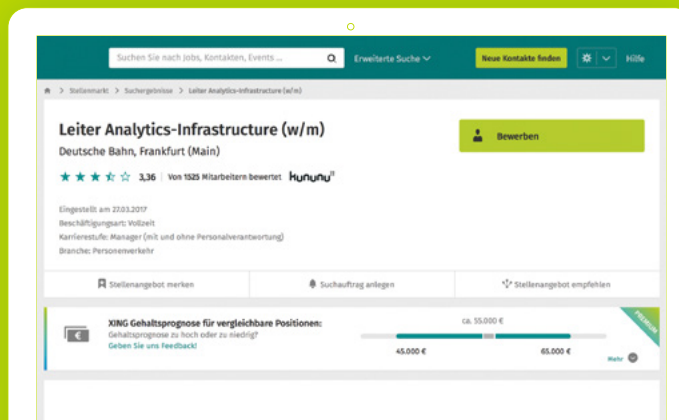 Suchen Sie nach Jobs, Kontakten, Events ...
Erweiterte Suche
Neue Kontakte finden
Hilfe
> Stellenmarkt > Suchergebnisse > Leiter Analytics-Infrastructure (w/m)
Leiter Analytics-Infrastructure (w/m)
Bewerben
Deutsche Bahn, Frankfurt (Main)
3,36 | Von 1525 Mitarbeitern bewertet kununu
Eingestellt am 27.03.2017
Beschäftigungsart: Vollzeit
Karrierestufe: Manager (mit und ohne Personalverantwortung)
Branche: Personenverkehr
Stellenangebot merken
Suchauftrag anlegen
Stellenangebot empfehlen
XING Gehaltsprognose für vergleichbare Positionen:
Gehaltsprognose zu hoch oder zu niedrig?
Geben Sie uns Feedback!
€
ca. 55.000 €
45.000 €
65.000 €
PREMIUM
Mehr